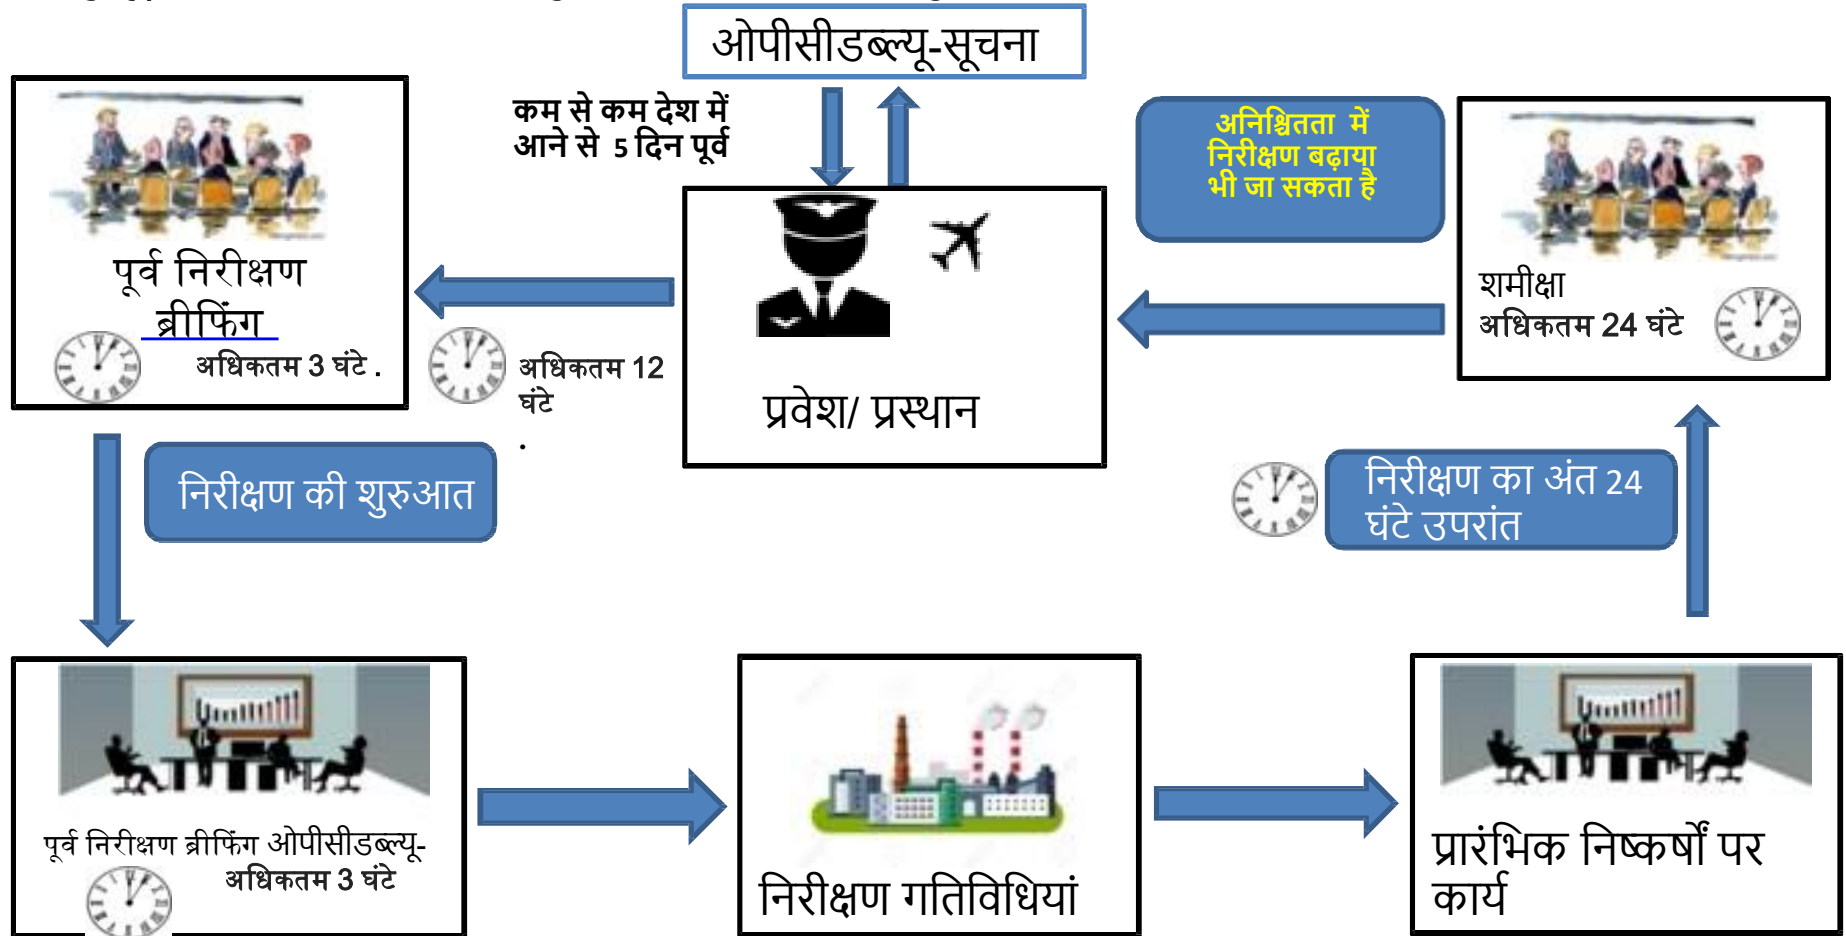 ओपीसीडब्ल्यू-सूचना
कम से कम देश में
आने से 5 दिन पूर्व
अनिश्चितता में
निरीक्षण बढ़ाया
भी जा सकता है
पूर्व निरीक्षण
ब्रीफिंग
अधिकतम 3 घंटे .
अधिकतम 12
घंटे
.
प्रवेश/ प्रस्थान
शमीक्षा
अधिकतम 24 घंटे
निरीक्षण की शुरुआत
निरीक्षण का अंत 24
घंटे उपरांत
पूर्व निरीक्षण ब्रीफिंग ओपीसीडब्ल्यू-
अधिकतम 3 घंटे
निरीक्षण गतिविधियां
प्रारंभिक निष्कर्षों पर
कार्य